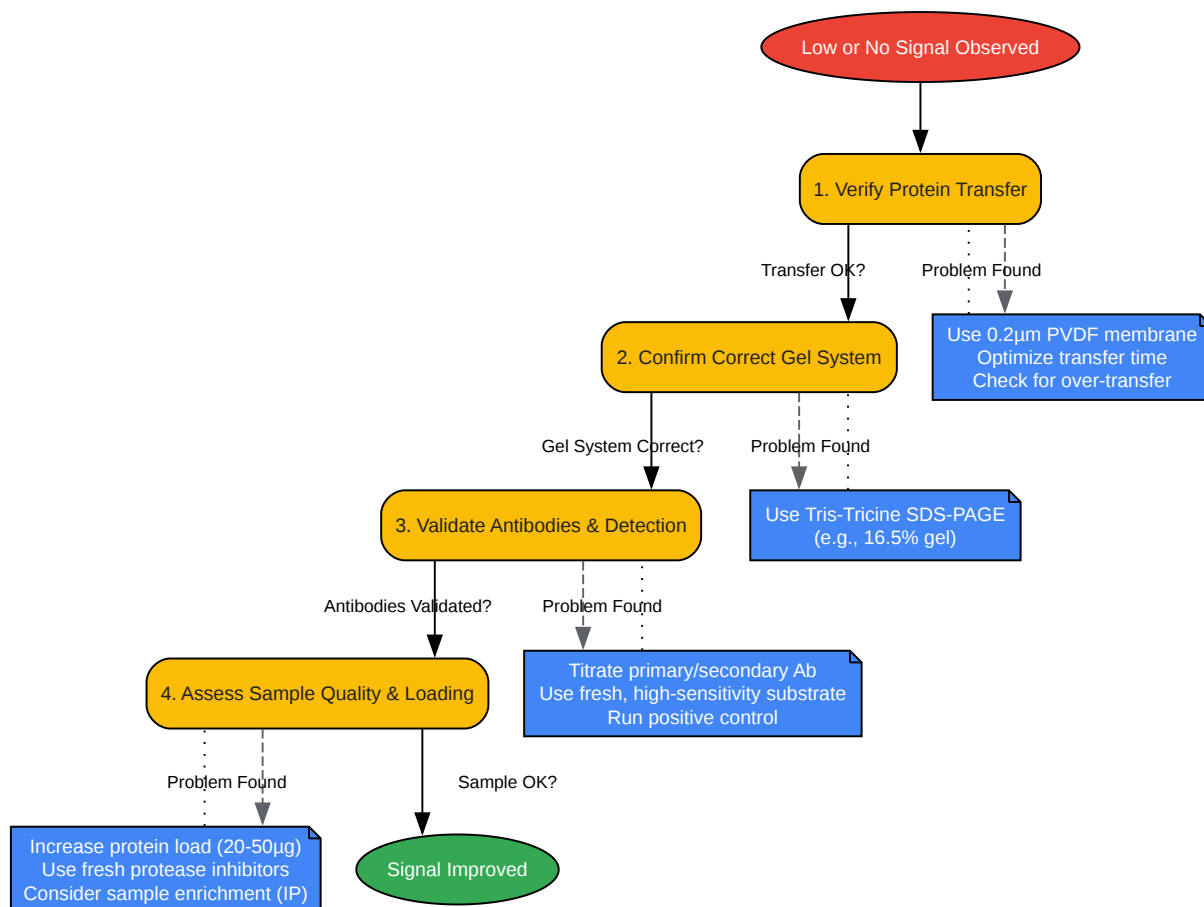 Low or No Signal Observed
1. Verify Protein Transfer
Transfer OK?
Problem Found
Use 0.2µm PVDF membrane
Optimize transfer time
Check for over-transfer
2. Confirm Correct Gel System
Gel System Correct?
Problem Found
Use Tris-Tricine SDS-PAGE
(e.g., 16.5% gel)
3. Validate Antibodies & Detection
Antibodies Validated?
Problem Found
Titrate primary/secondary Ab
Use fresh, high-sensitivity substrate
Run positive control
4. Assess Sample Quality & Loading
Problem Found
Sample OK?
Increase protein load (20-50µg)
Use fresh protease inhibitors
Consider sample enrichment (IP)
Signal Improved